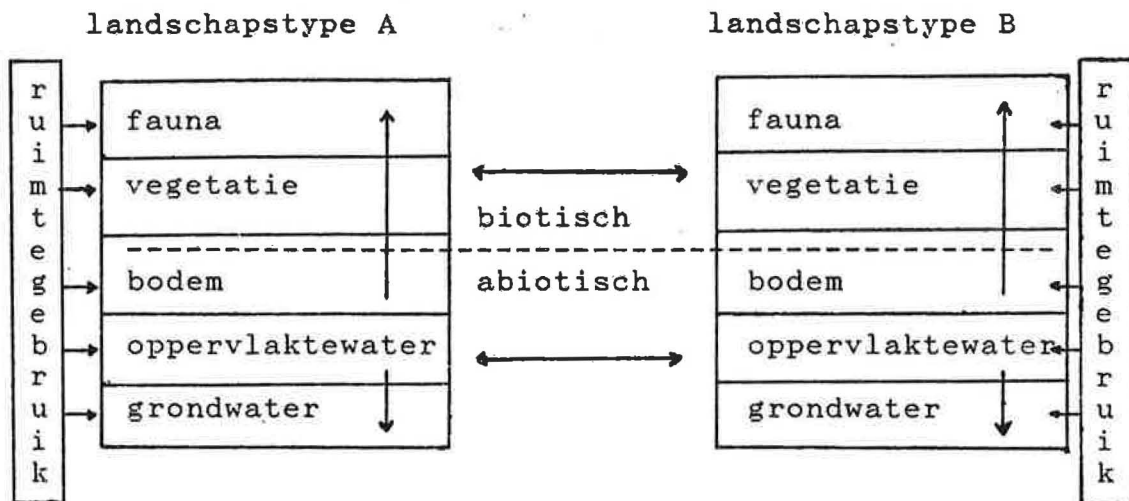 landschapstype A
landschapstype B
ruimtegebruik
fauna
vegetatie
bodem
oppervlaktewater
grondwater
biotisch
abiotisch
fauna
vegetatie
bodem
oppervlaktewater
grondwater
ruimtegebruik